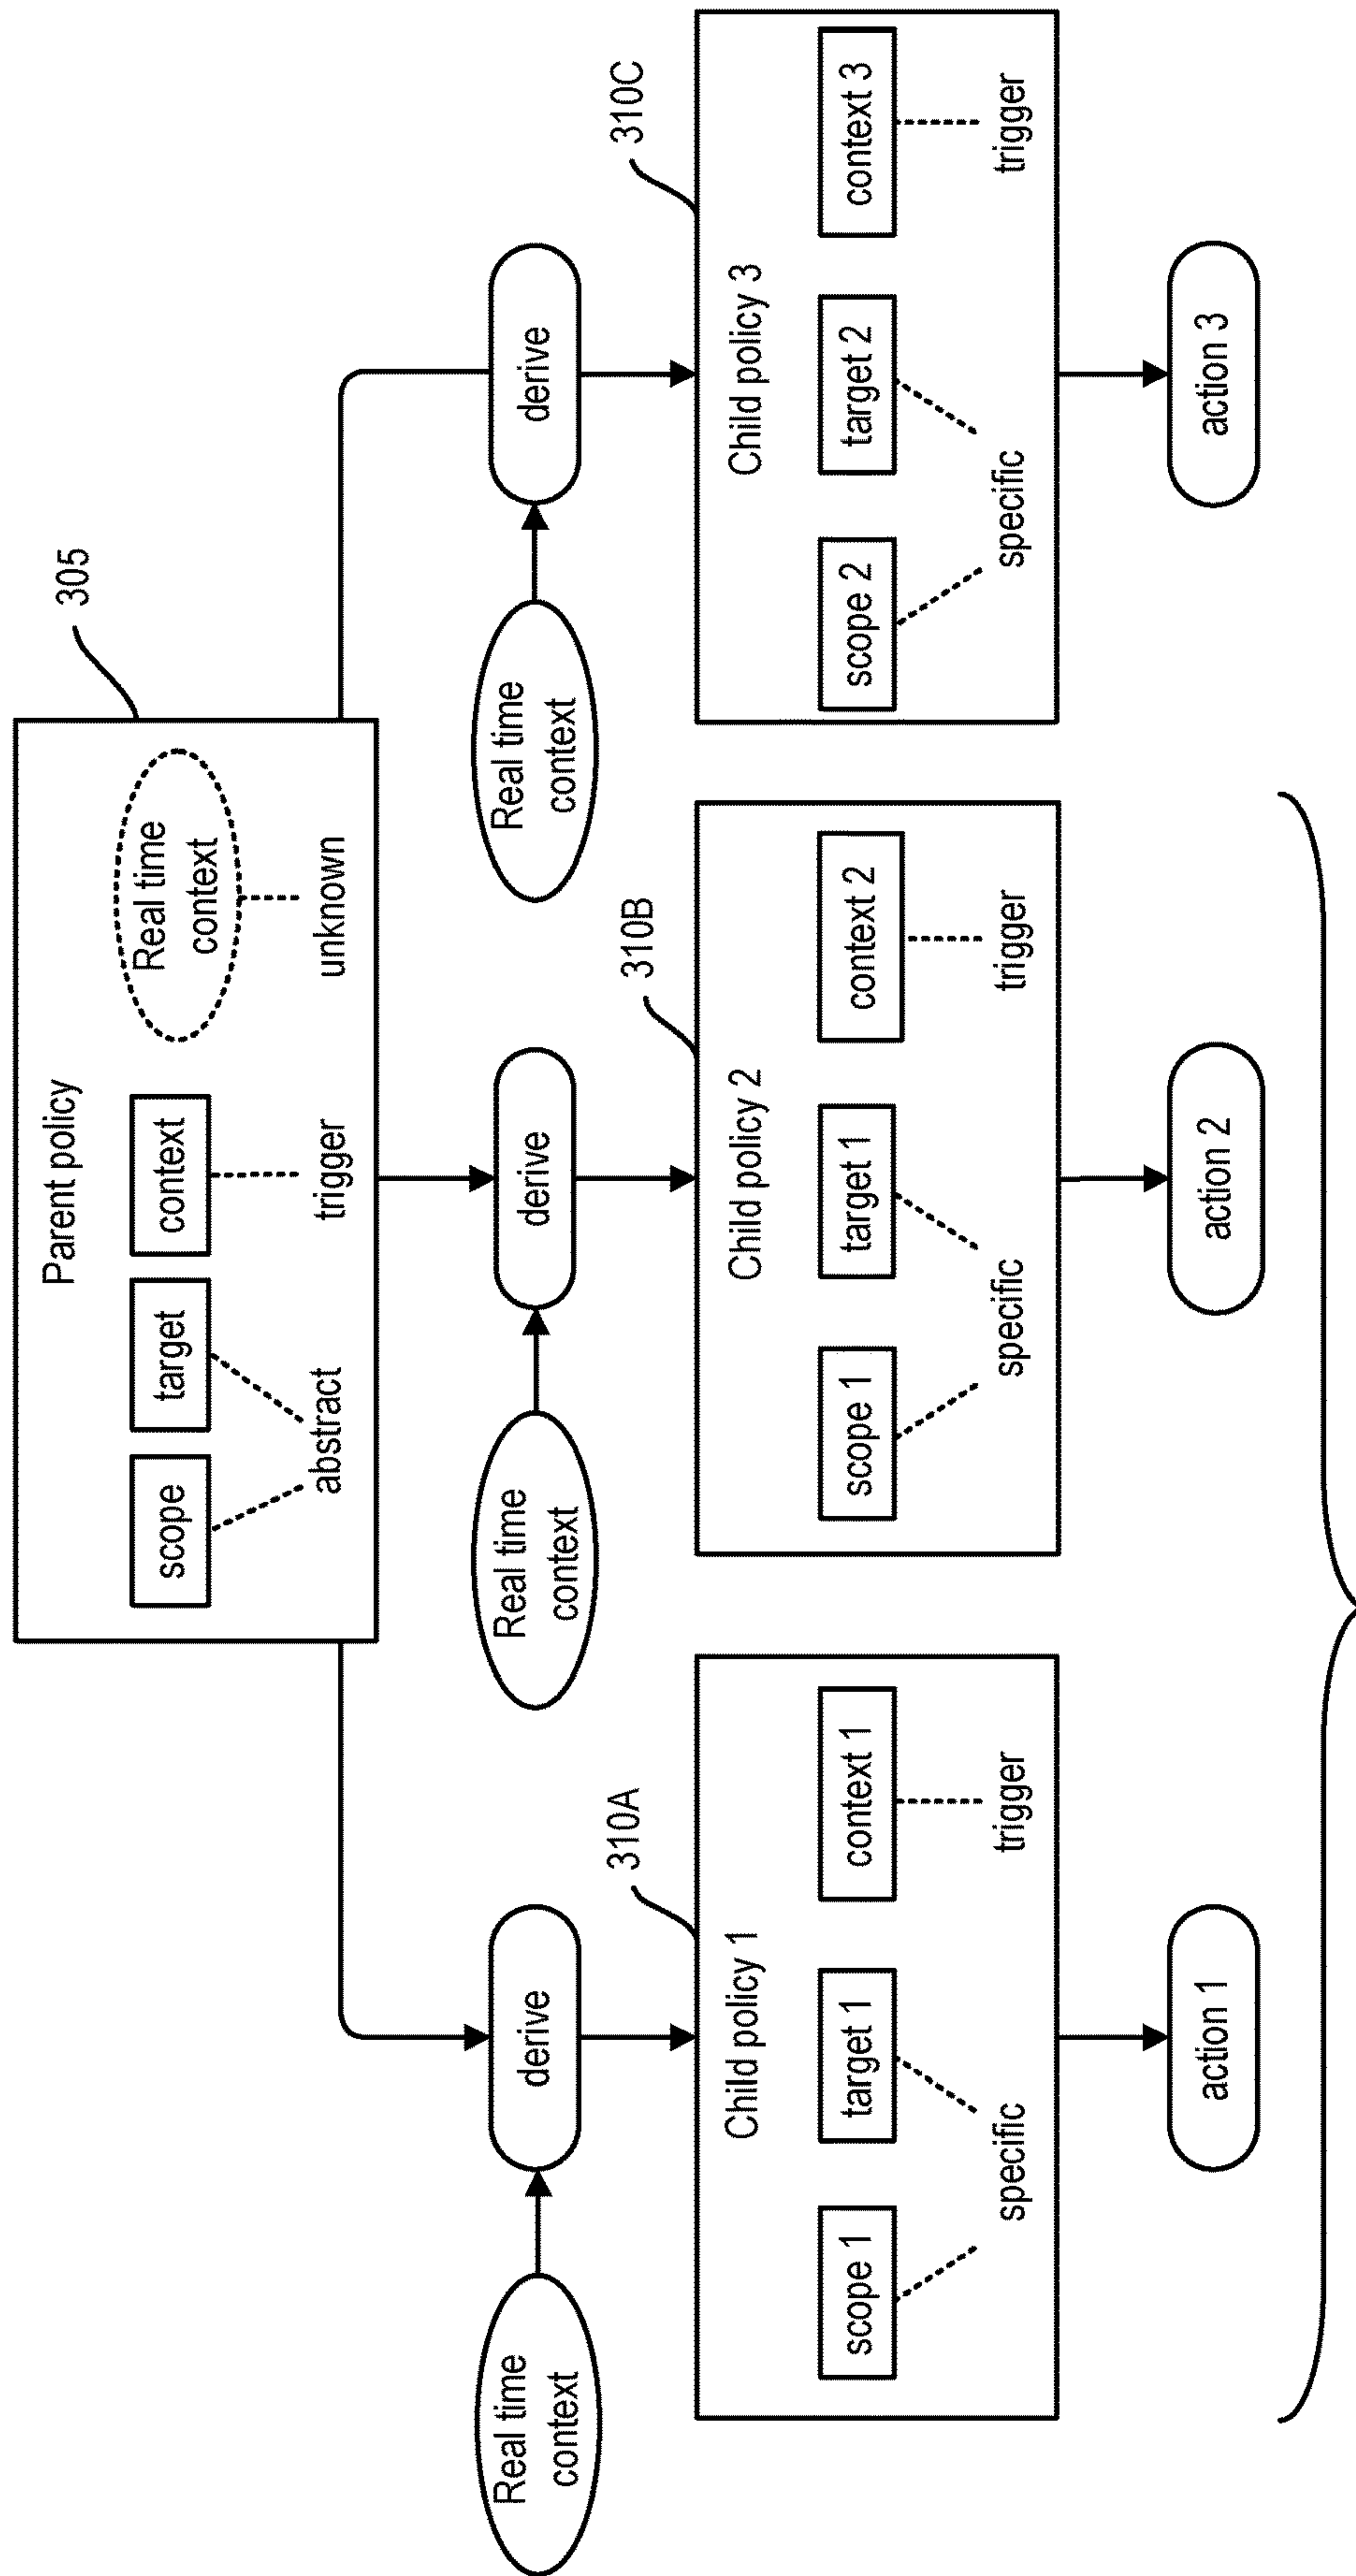 Parent policy
305
scope
target
context
Real time
context
abstract
trigger
unknown
Real time
context
derive
Real time
context
derive
Real time
context
derive
310A
310B
310C
Child policy 1
scope 1
target 1
context 1
specific
trigger
Child policy 2
scope 1
target 1
context 2
specific
trigger
Child policy 3
scope 2
target 2
context 3
specific
trigger
action 1
action 2
action 3